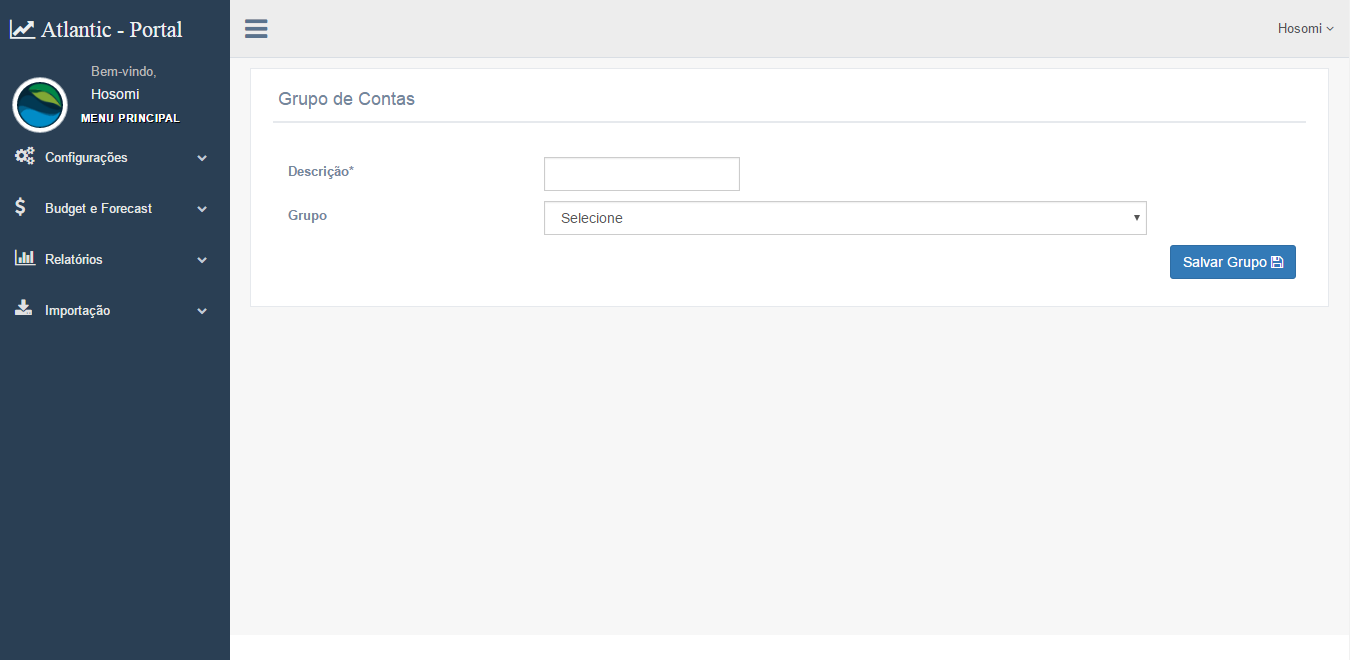 Atlantic - Portal
Hosomi
Bem-vindo,
Hosomi
MENU PRINCIPAL
Configurações
Budget e Forecast
Relatórios
Importação
Grupo de Contas
Descrição*
Grupo
Selecione
Salvar Grupo